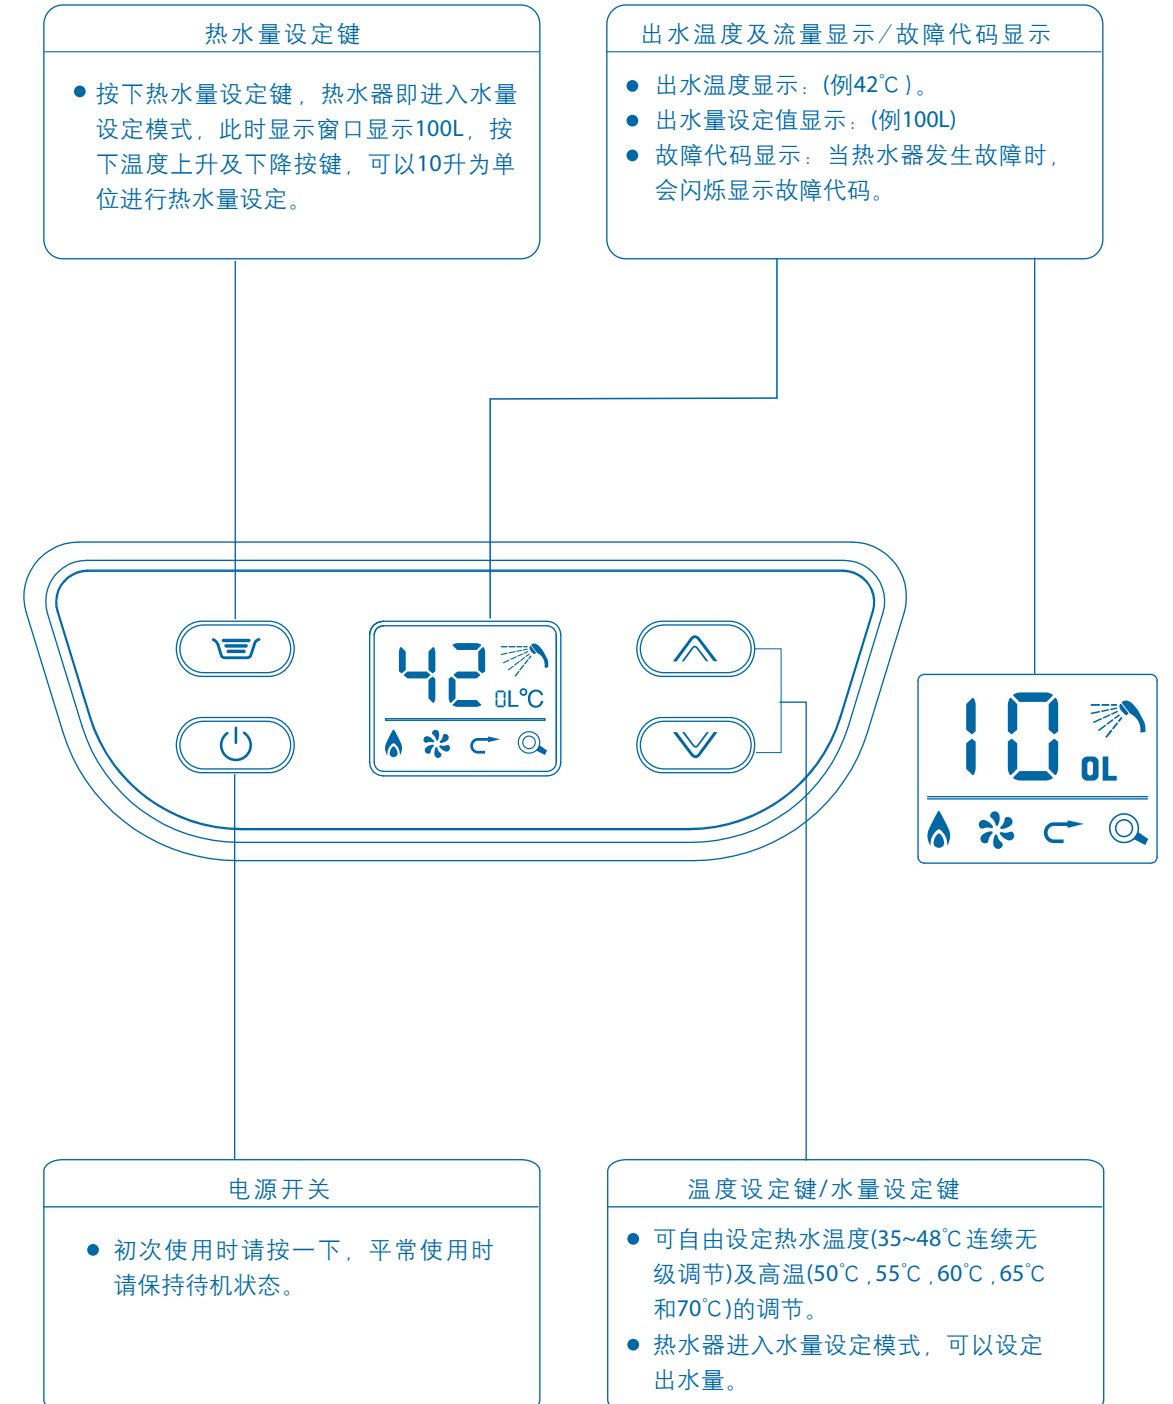 热水量设定键
● 按下热水量设定键，热水器即进入水量
设定模式，此时显示窗口显示100L，按
下温度上升及下降按键，可以10升为单
位进行热水量设定。
出水温度及流量显示/故障代码显示
● 出水温度显示：(例42℃)。
● 出水量设定值显示：(例100L)
● 故障代码显示：当热水器发生故障时，
会闪烁显示故障代码。
42
0L℃
10
0L
电源开关
● 初次使用时请按一下，平常使用时
请保持待机状态。
温度设定键/水量设定键
● 可自由设定热水温度(35~48℃连续无
级调节)及高温(50℃,55℃,60℃,65℃
和70℃)的调节。
● 热水器进入水量设定模式，可以设定
出水量。